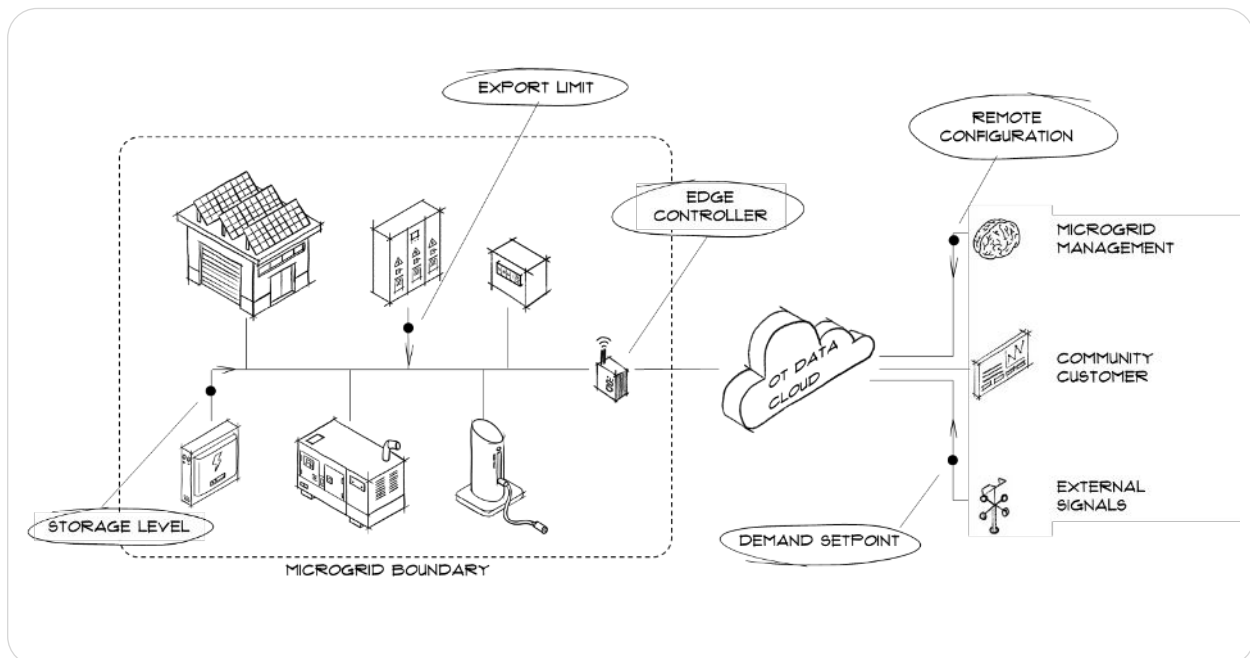 EXPORT LIMIT
REMOTE
CONFIGURATION
EDGE
CONTROLLER
MICROGRID
MANAGEMENT
OT DATA
CLOUD
COMMUNITY
CUSTOMER
EXTERNAL
SIGNALS
STORAGE LEVEL
DEMAND SETPOINT
MICROGRID BOUNDARY